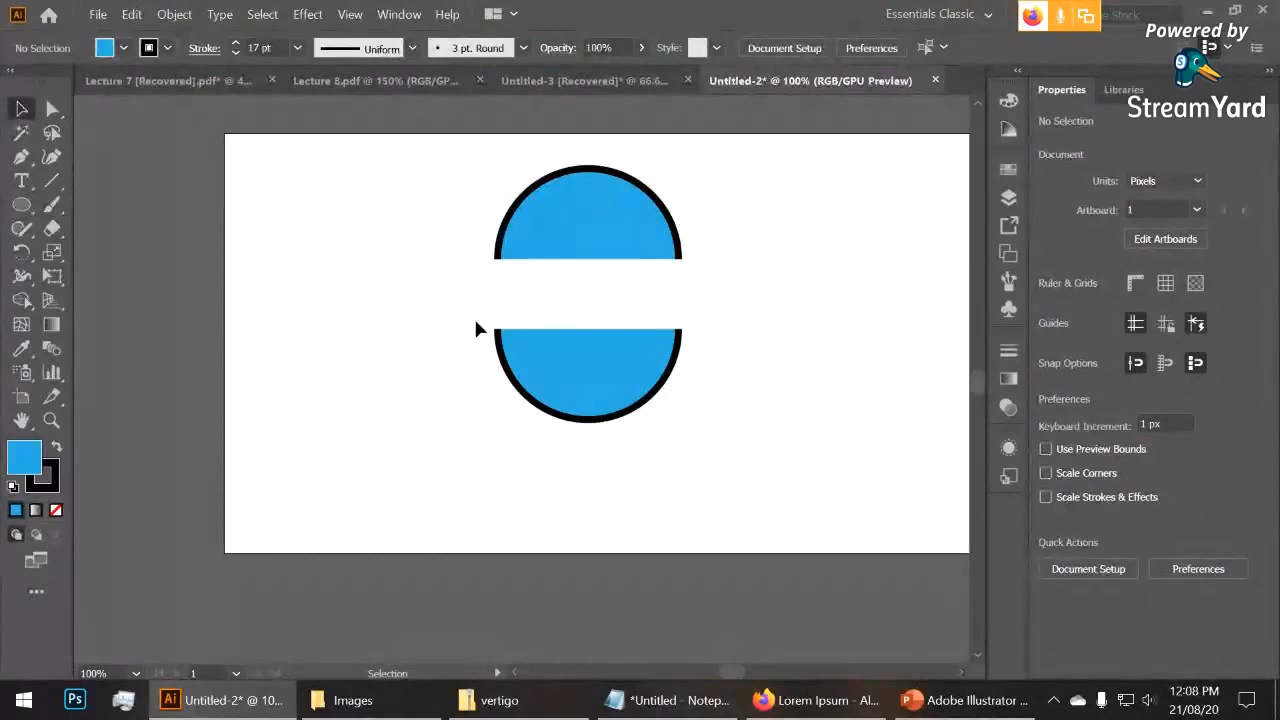 File Edit Object Type Select Effect View Window Help
Essentials Classic
Stock
Powered by
StreamYard
No Selection
Stroke: 17 pt
Uniform
3 pt. Round
Opacity: 100%
Style:
Document Setup
Preferences
Lecture 7 [Recovered].pdf* @ 4...
Lecture 8.pdf @ 150% (RGB/GP...
Untitled-3 [Recovered]* @ 66.6...
Untitled-2* @ 100% (RGB/GPU Preview)
Properties
Libraries
No Selection
Document
Units: Pixels
Artboard: 1
Edit Artboards
Ruler & Grids
Guides
Snap Options
Preferences
Keyboard Increment: 1 px
Use Preview Bounds
Scale Corners
Scale Strokes & Effects
Quick Actions
Document Setup
Preferences
100%
1
Selection
Untitled-2* @ 10...
Images
vertigo
*Untitled - Notep...
Lorem Ipsum - Al...
Adobe Illustrator ...
12:08 PM
21/08/20